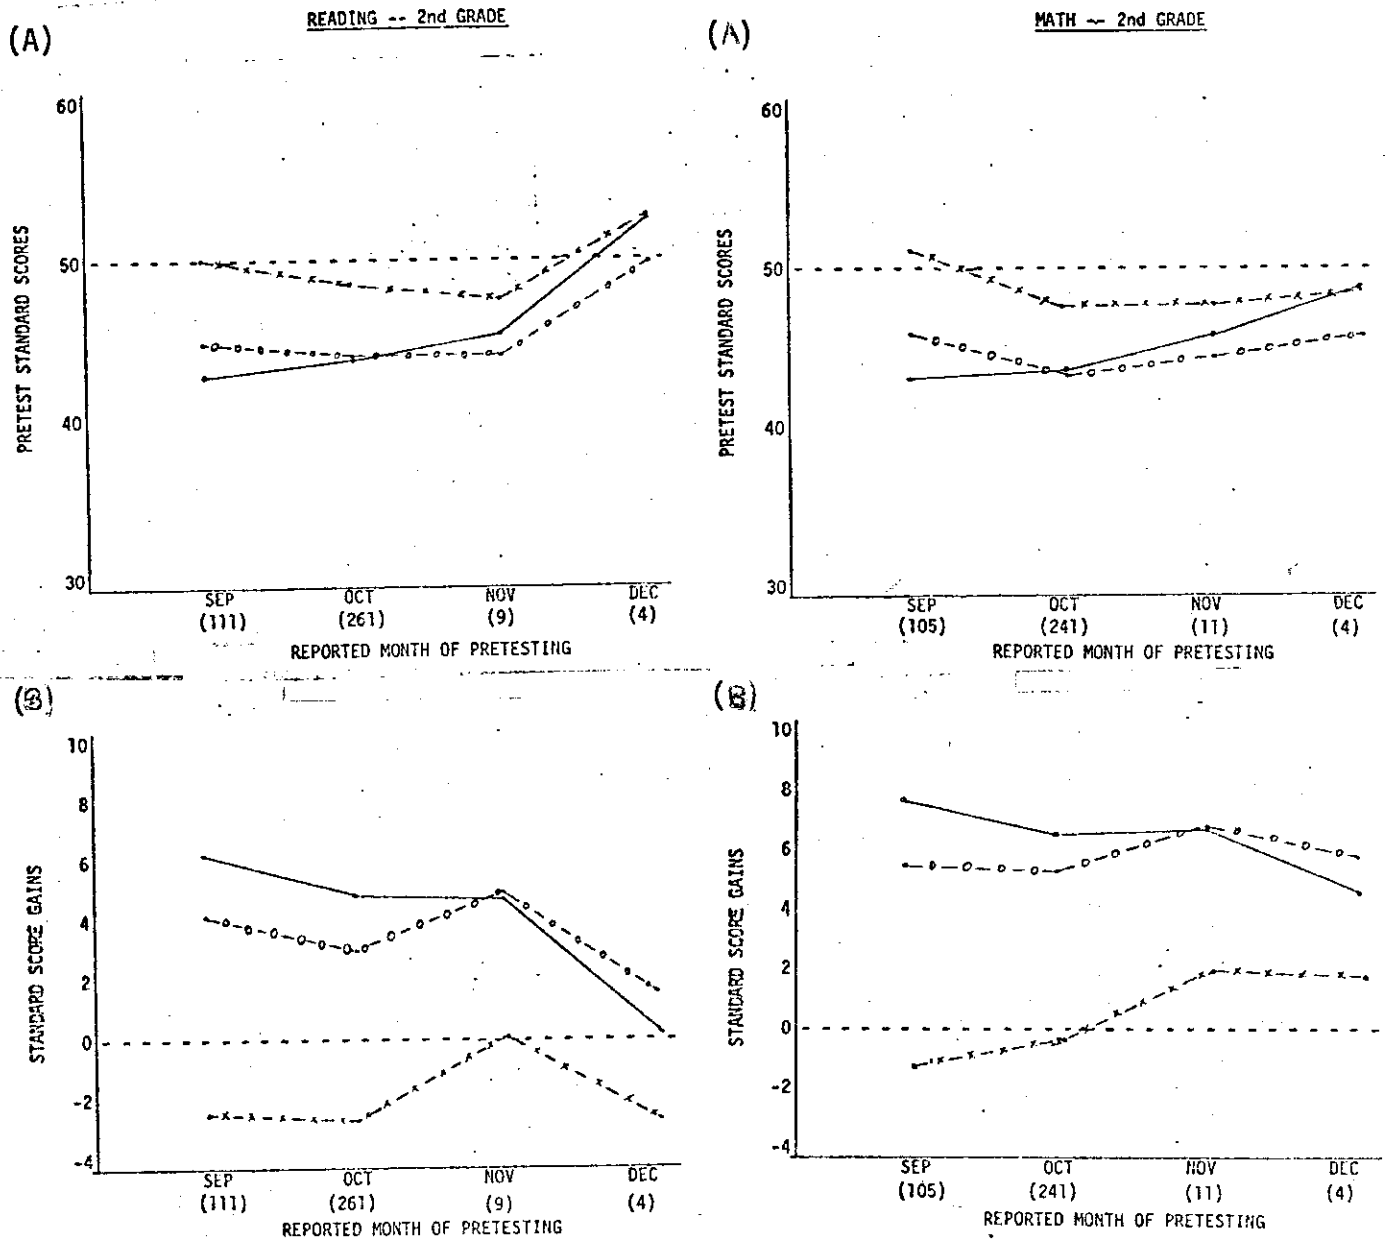 READING -- 2nd GRADE
(A)
60
50
40
30
PRETEST STANDARD SCORES
SEP OCT NOV DEC
(111) (261) (9) (4)
REPORTED MONTH OF PRETESTING
MATH -- 2nd GRADE
(A)
60
50
40
30
PRETEST STANDARD SCORES
SEP OCT NOV DEC
(105) (241) (11) (4)
REPORTED MONTH OF PRETESTING
(B)
10
8
6
4
2
0
-2
-4
STANDARD SCORE GAINS
SEP OCT NOV DEC
(111) (261) (9) (4)
REPORTED MONTH OF PRETESTING
(B)
10
8
6
4
2
0
-2
-4
STANDARD SCORE GAINS
SEP OCT NOV DEC
(105) (241) (11) (4)
REPORTED MONTH OF PRETESTING